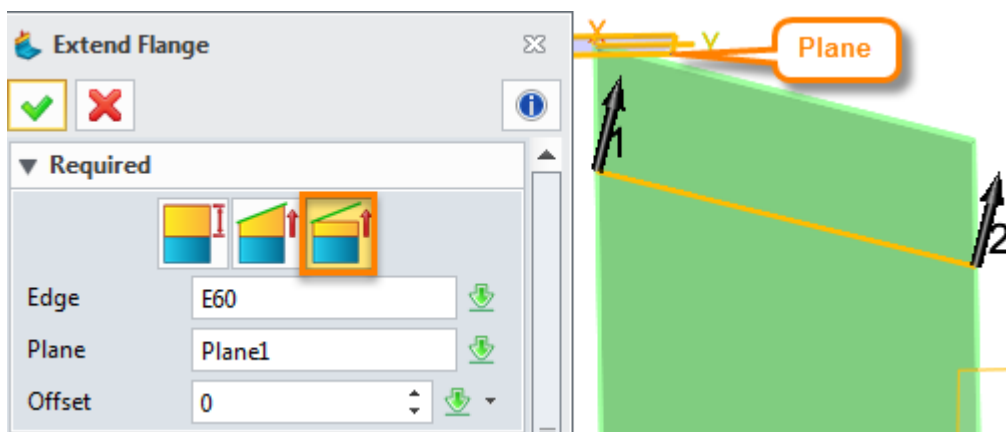 Extend Flange
X
Y
Plane
1
Required
2
Edge
E60
Plane
Plane1
Offset
0